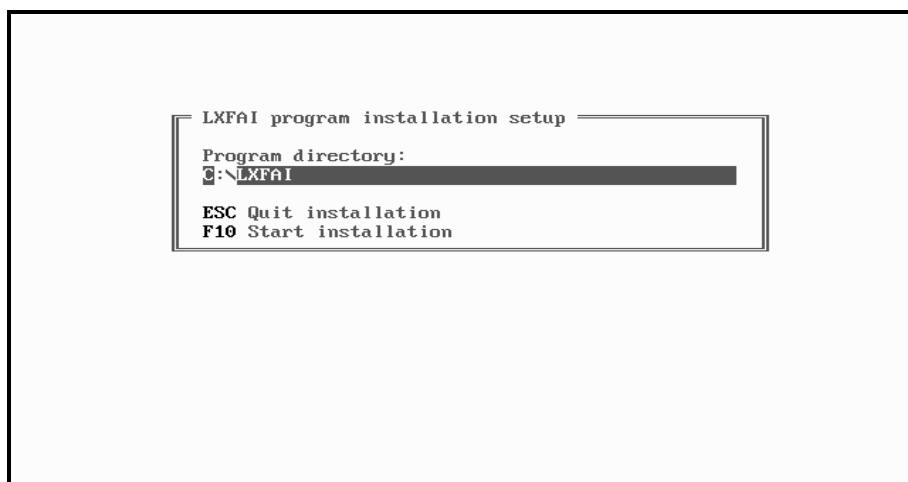 LXFAI program installation setup
Program directory:
C:\LXFAI
ESC Quit installation
F10 Start installation